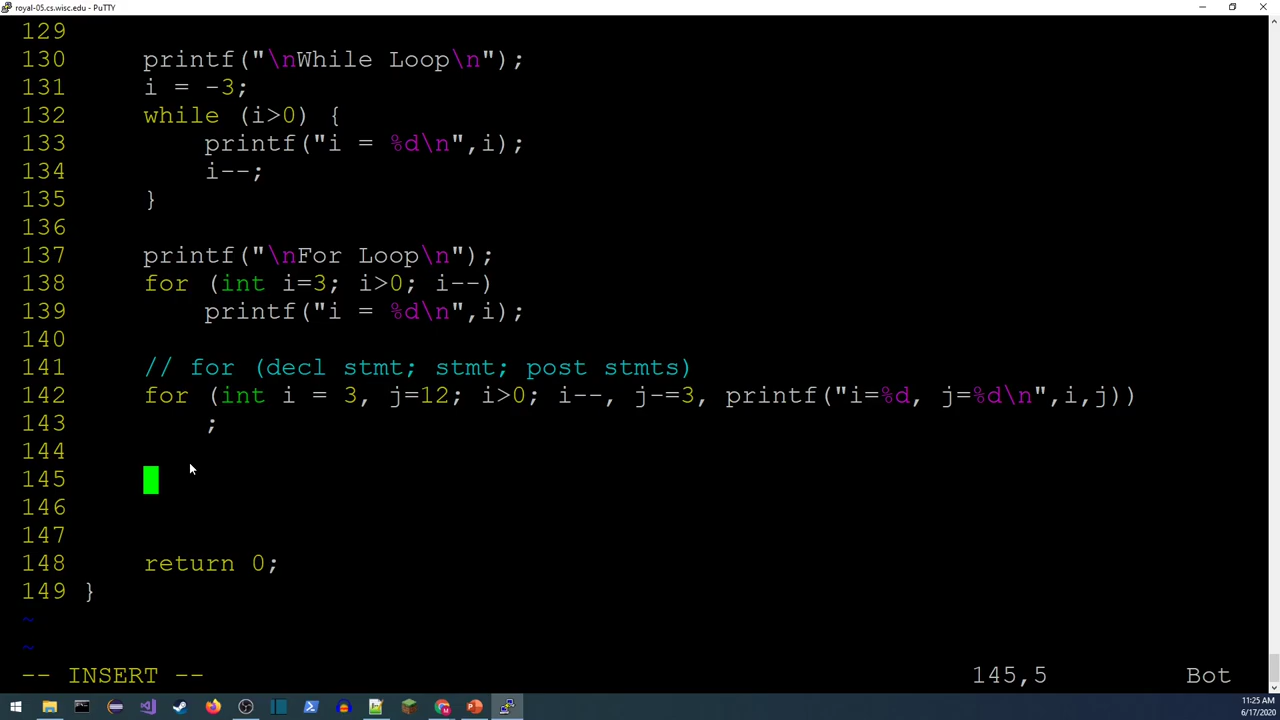 royal-05.cs.wisc.edu - PuTTY
129
130     printf("\nWhile Loop\n");
131     i = -3;
132     while (i>0) {
133         printf("i = %d\n",i);
134         i--;
135     }
136
137     printf("\nFor Loop\n");
138     for (int i=3; i>0; i--)
139         printf("i = %d\n",i);
140
141     // for (decl stmt; stmt; post stmts)
142     for (int i = 3, j=12; i>0; i--, j-=3, printf("i=%d, j=%d\n",i,j))
143         ;
144
145
146
147
148     return 0;
149 }
~
~
-- INSERT -- 145,5 Bot
11:25 AM
6/17/2020